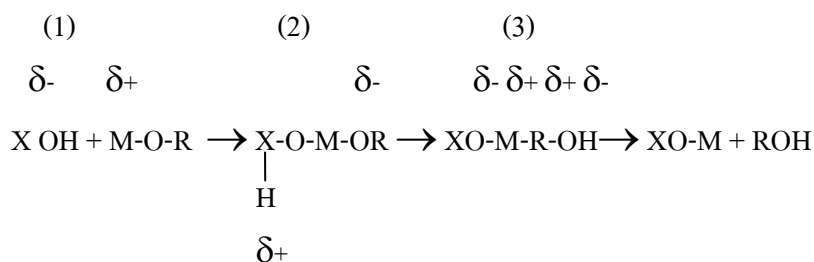 (1) (2) (3)
δ- δ+ δ- δ- δ+ δ+ δ-
X OH + M-O-R → X-O-M-OR → XO-M-R-OH → XO-M + ROH
H
δ+